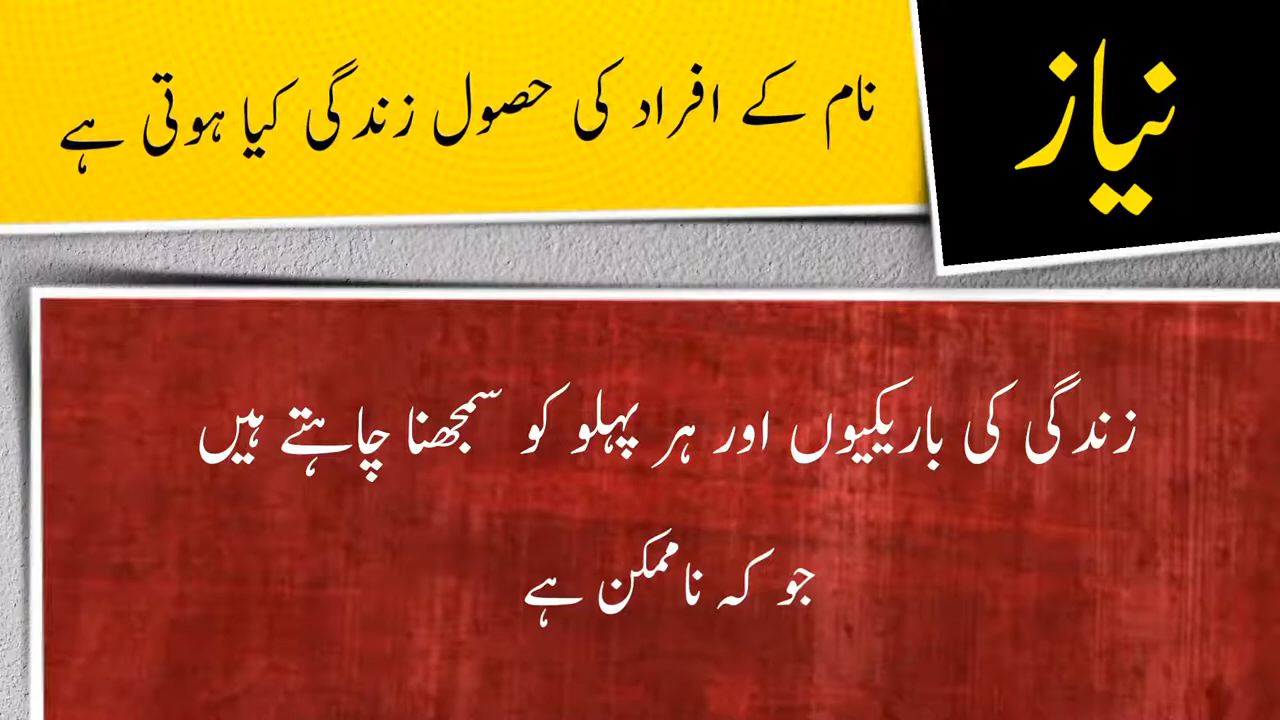 نیاز
نام کے افراد کی حصول زندگی کیا ہوتی ہے
زندگی کی باریکیوں اور ہر پہلو کو سمجھنا چاہتے ہیں
جو کہ ناممکن ہے